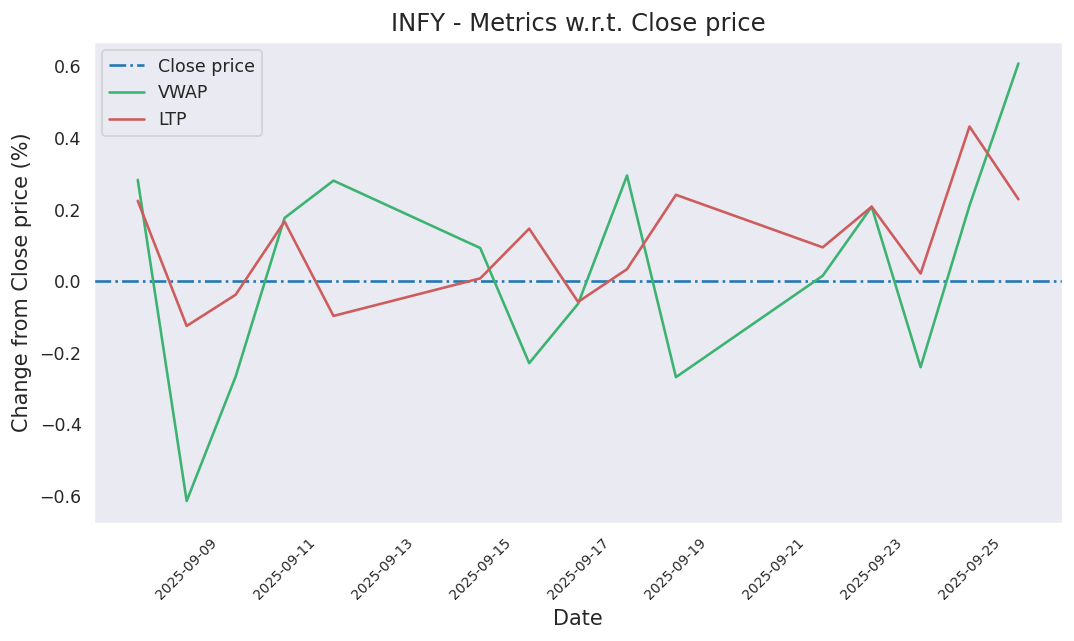 INFY - Metrics w.r.t. Close price
Close price
VWAP
LTP
Change from Close price (%)
0.6
0.4
0.2
0.0
−0.2
−0.4
−0.6
2025-09-09
2025-09-11
2025-09-13
2025-09-15
2025-09-17
2025-09-19
2025-09-21
2025-09-23
2025-09-25
Date